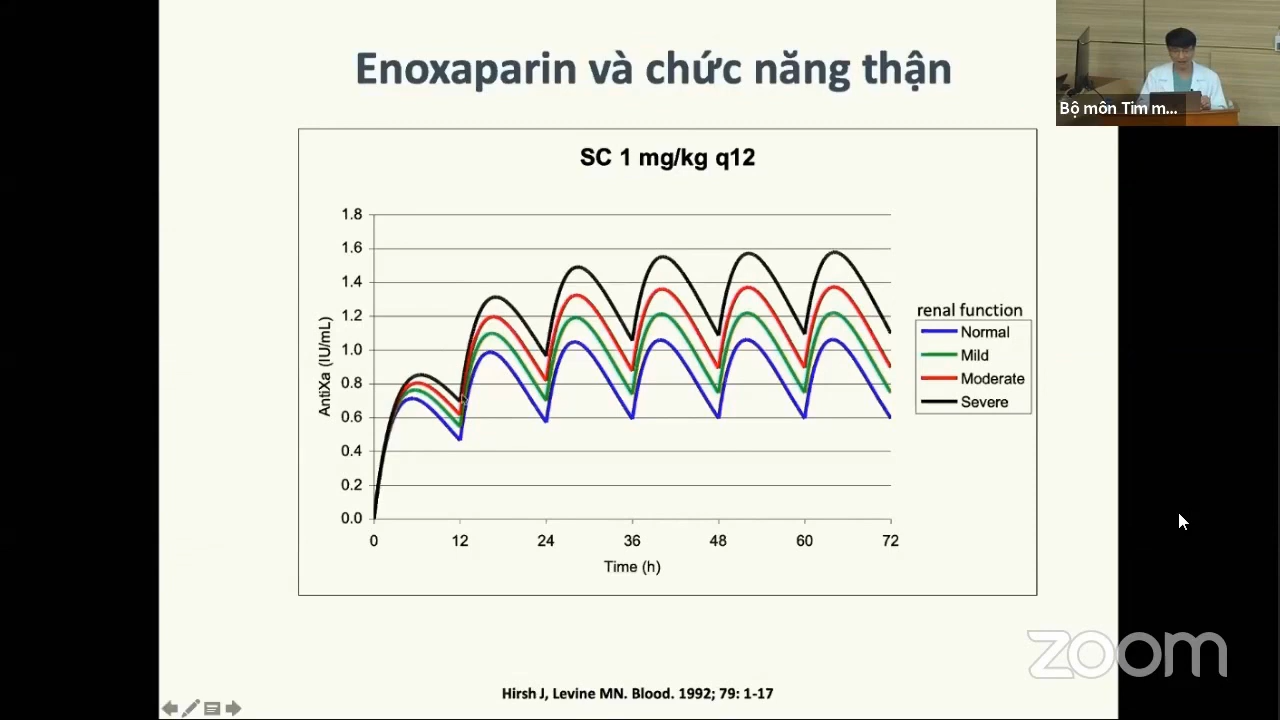 Enoxaparin và chức năng thận
Bộ môn Tim m...
SC 1 mg/kg q12
1.8
1.6
1.4
1.2
1.0
0.8
0.6
0.4
0.2
0.0
AntiXa (IU/mL)
0 12 24 36 48 60 72
Time (h)
renal function
Normal
Mild
Moderate
Severe
zoom
Hirsh J, Levine MN. Blood. 1992; 79: 1-17